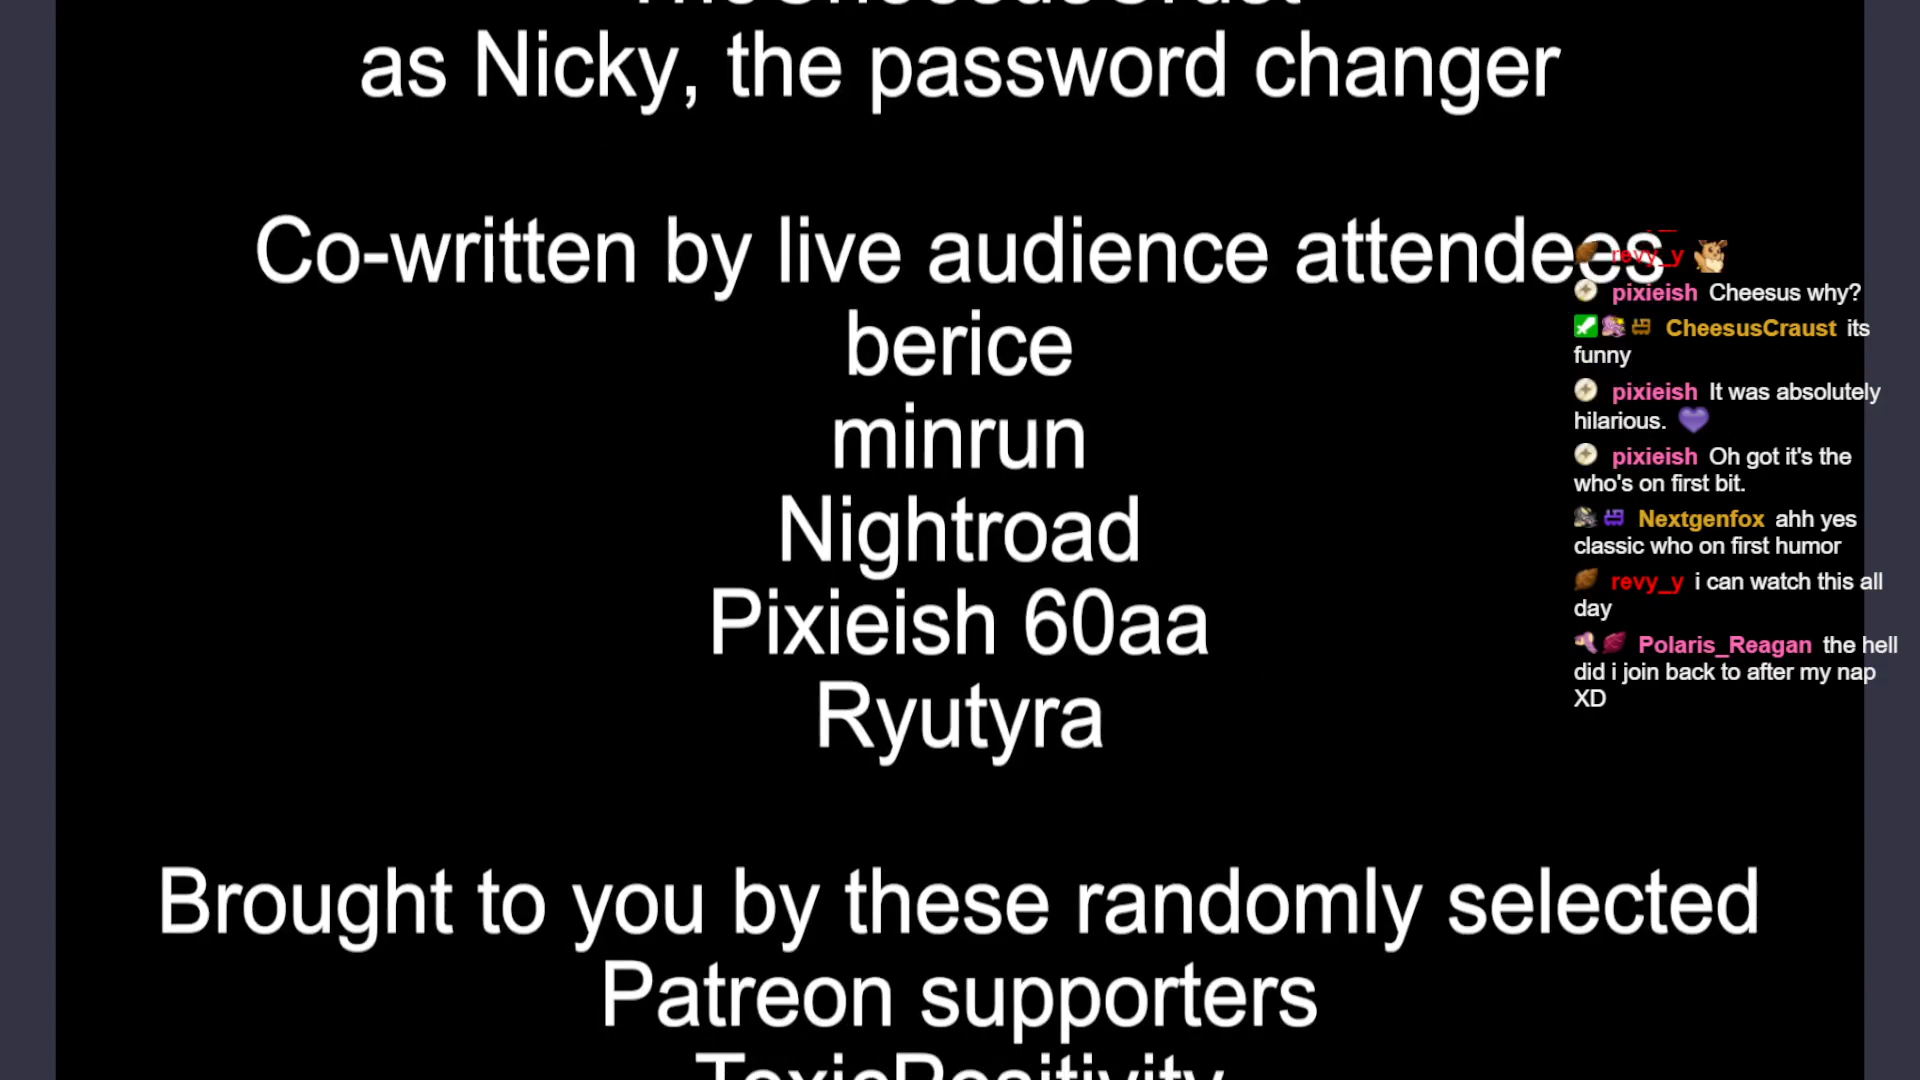 TheCheesusCrust
as Nicky, the password changer
Co-written by live audience attendees
berice
minrun
Nightroad
Pixieish 60aa
Ryutyra
Brought to you by these randomly selected
Patreon supporters
ToxicPositivity
revy_y
pixieish Cheesus why?
CheesusCraust its
funny
pixieish It was absolutely
hilarious.
pixieish Oh got it's the
who's on first bit.
Nextgenfox ahh yes
classic who on first humor
revy_y i can watch this all
day
Polaris_Reagan the hell
did i join back to after my nap
XD